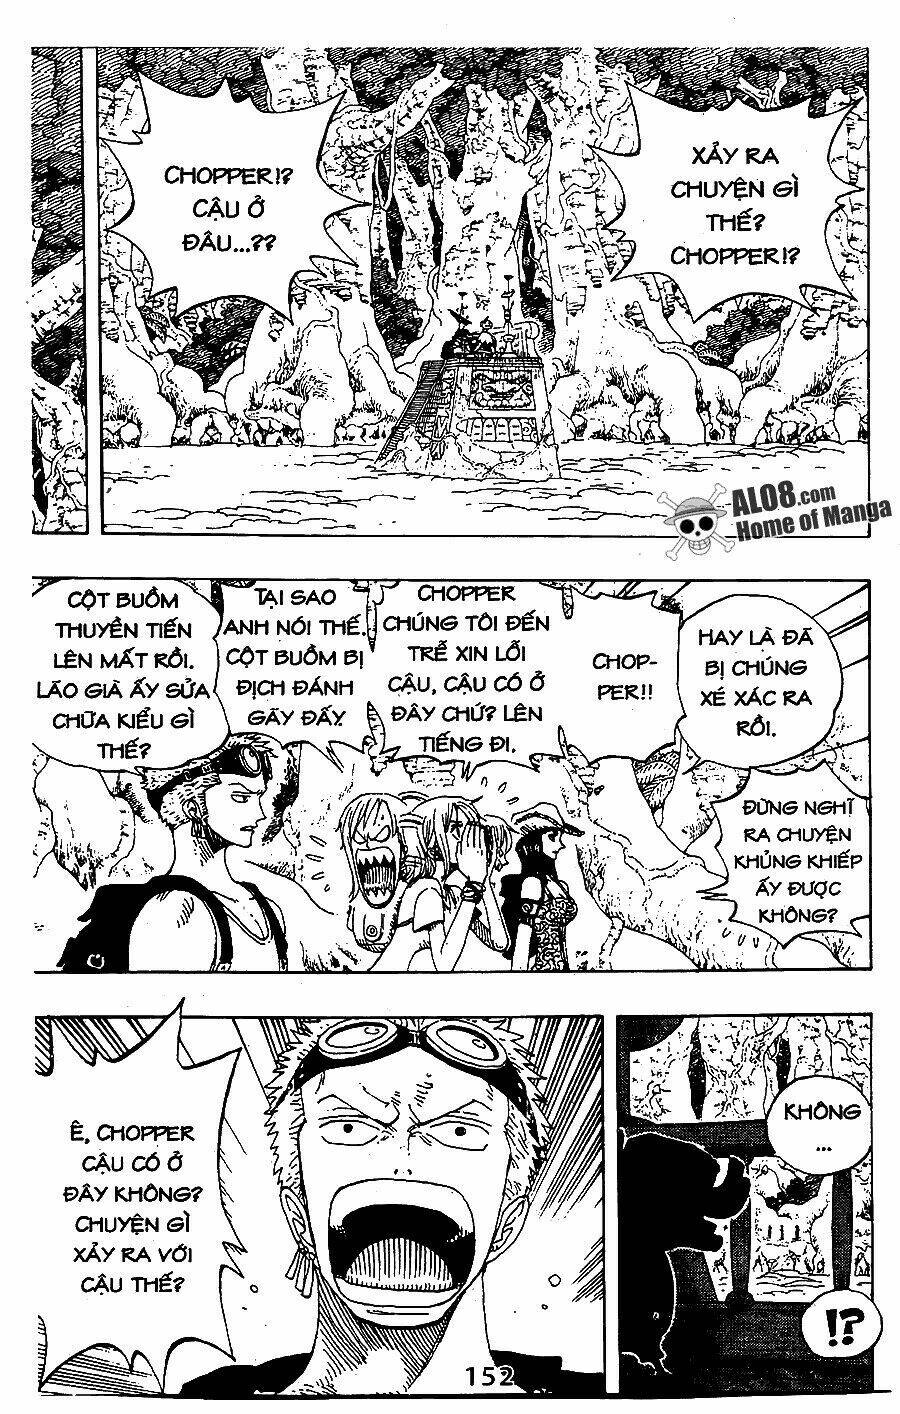 XẢY RA
CHUYỆN GÌ
THẾ?
CHOPPER!?
CHOPPER!?
CẬU Ở
ĐÂU...??
AL08.com
Home of Manga
HAY LÀ ĐÃ
BỊ CHÚNG
XÉ XÁC RA
RỒI.
ĐỪNG NGHĨ
RA CHUYỆN
KHỦNG KHIẾP
ẤY ĐƯỢC
KHÔNG?
CHOP-
PER!!
CHOPPER
CHÚNG TÔI ĐẾN
TRỄ XIN LỖI
CẬU, CẬU CÓ Ở
ĐÂY CHỨ? LÊN
TIẾNG ĐI.
TẠI SAO
ANH NÓI THẾ.
CỘT BUỒM BỊ
ĐỊCH ĐÁNH
GÃY ĐẤY.
CỘT BUỒM
THUYỀN TIẾN
LÊN MẤT RỒI.
LÃO GIÀ ẤY SỬA
CHỮA KIỂU GÌ
THẾ?
KHÔNG
...
!?
Ê, CHOPPER
CẬU CÓ Ở
ĐÂY KHÔNG?
CHUYỆN GÌ
XẢY RA VỚI
CẬU THẾ?
152